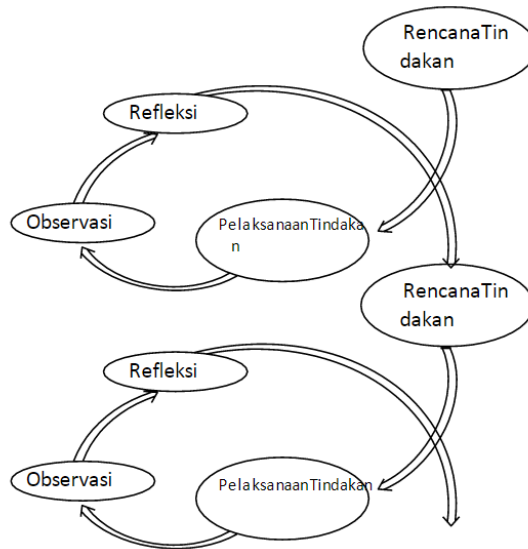 RencanaTin
dakan
Refleksi
Observasi
PelaksanaanTindaka
n
RencanaTin
dakan
Refleksi
Observasi
PelaksanaanTindakan